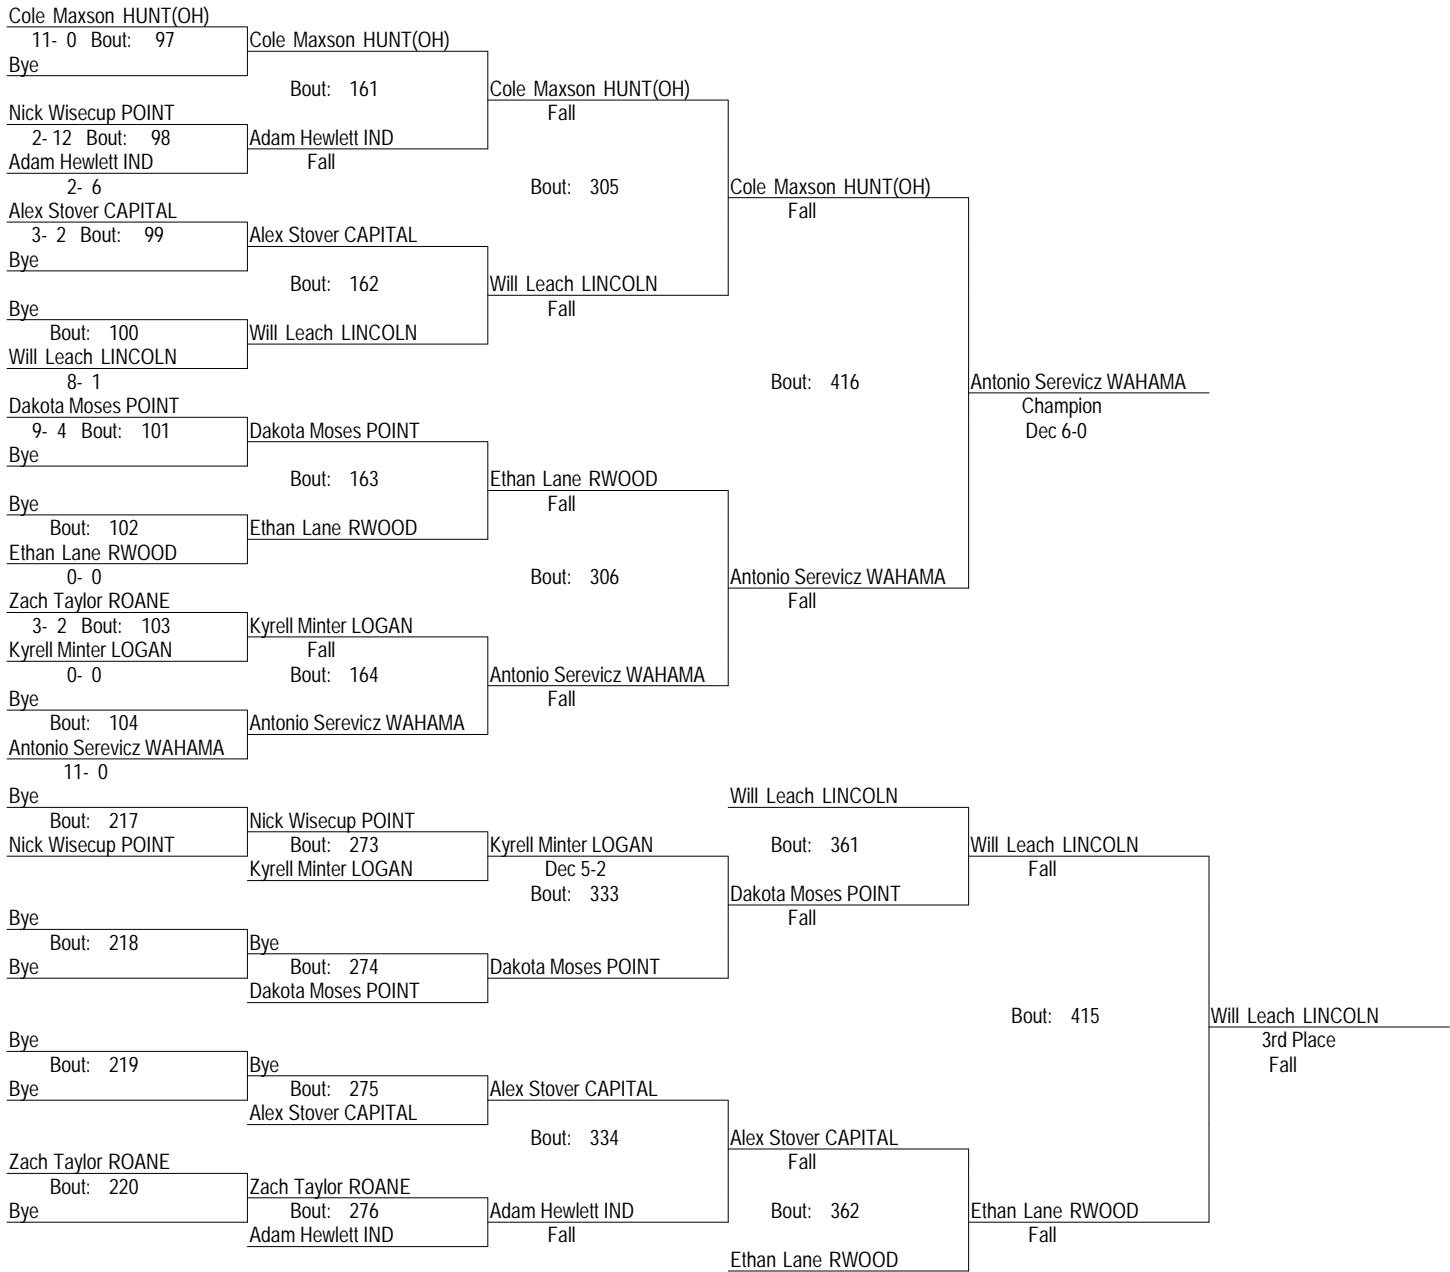 Cole Maxson HUNT(OH)
11- 0 Bout: 97 Cole Maxson HUNT(OH)
Bye
Bout: 161 Cole Maxson HUNT(OH)
Nick Wisecup POINT Fall
2- 12 Bout: 98 Adam Hewlett IND
Adam Hewlett IND Fall
2- 6 Bout: 305 Cole Maxson HUNT(OH)
Alex Stover CAPITAL Fall
3- 2 Bout: 99 Alex Stover CAPITAL
Bye
Bout: 162 Will Leach LINCOLN
Bye Fall
Bout: 100 Will Leach LINCOLN
Will Leach LINCOLN
8- 1 Bout: 416 Antonio Serevicz WAHAMA
Dakota Moses POINT Champion
9- 4 Bout: 101 Dakota Moses POINT Dec 6-0
Bye
Bout: 163 Ethan Lane RWOOD
Bye Fall
Bout: 102 Ethan Lane RWOOD
Ethan Lane RWOOD
0- 0 Bout: 306 Antonio Serevicz WAHAMA
Zach Taylor ROANE Fall
3- 2 Bout: 103 Kyrell Minter LOGAN
Kyrell Minter LOGAN Fall
0- 0 Bout: 164 Antonio Serevicz WAHAMA
Bye Fall
Bout: 104 Antonio Serevicz WAHAMA
Antonio Serevicz WAHAMA
11- 0
Bye Will Leach LINCOLN
Bout: 217 Nick Wisecup POINT
Nick Wisecup POINT Bout: 273 Kyrell Minter LOGAN Bout: 361 Will Leach LINCOLN
Kyrell Minter LOGAN Dec 5-2 Fall
Bout: 333 Dakota Moses POINT
Bye Fall
Bout: 218 Bye
Bye Bout: 274 Dakota Moses POINT
Dakota Moses POINT
Bout: 415 Will Leach LINCOLN
Bye 3rd Place
Bout: 219 Bye Fall
Bye Bout: 275 Alex Stover CAPITAL
Alex Stover CAPITAL
Bout: 334 Alex Stover CAPITAL
Zach Taylor ROANE Fall
Bout: 220 Zach Taylor ROANE
Bye Bout: 276 Adam Hewlett IND Bout: 362 Ethan Lane RWOOD
Adam Hewlett IND Fall Fall
Ethan Lane RWOOD